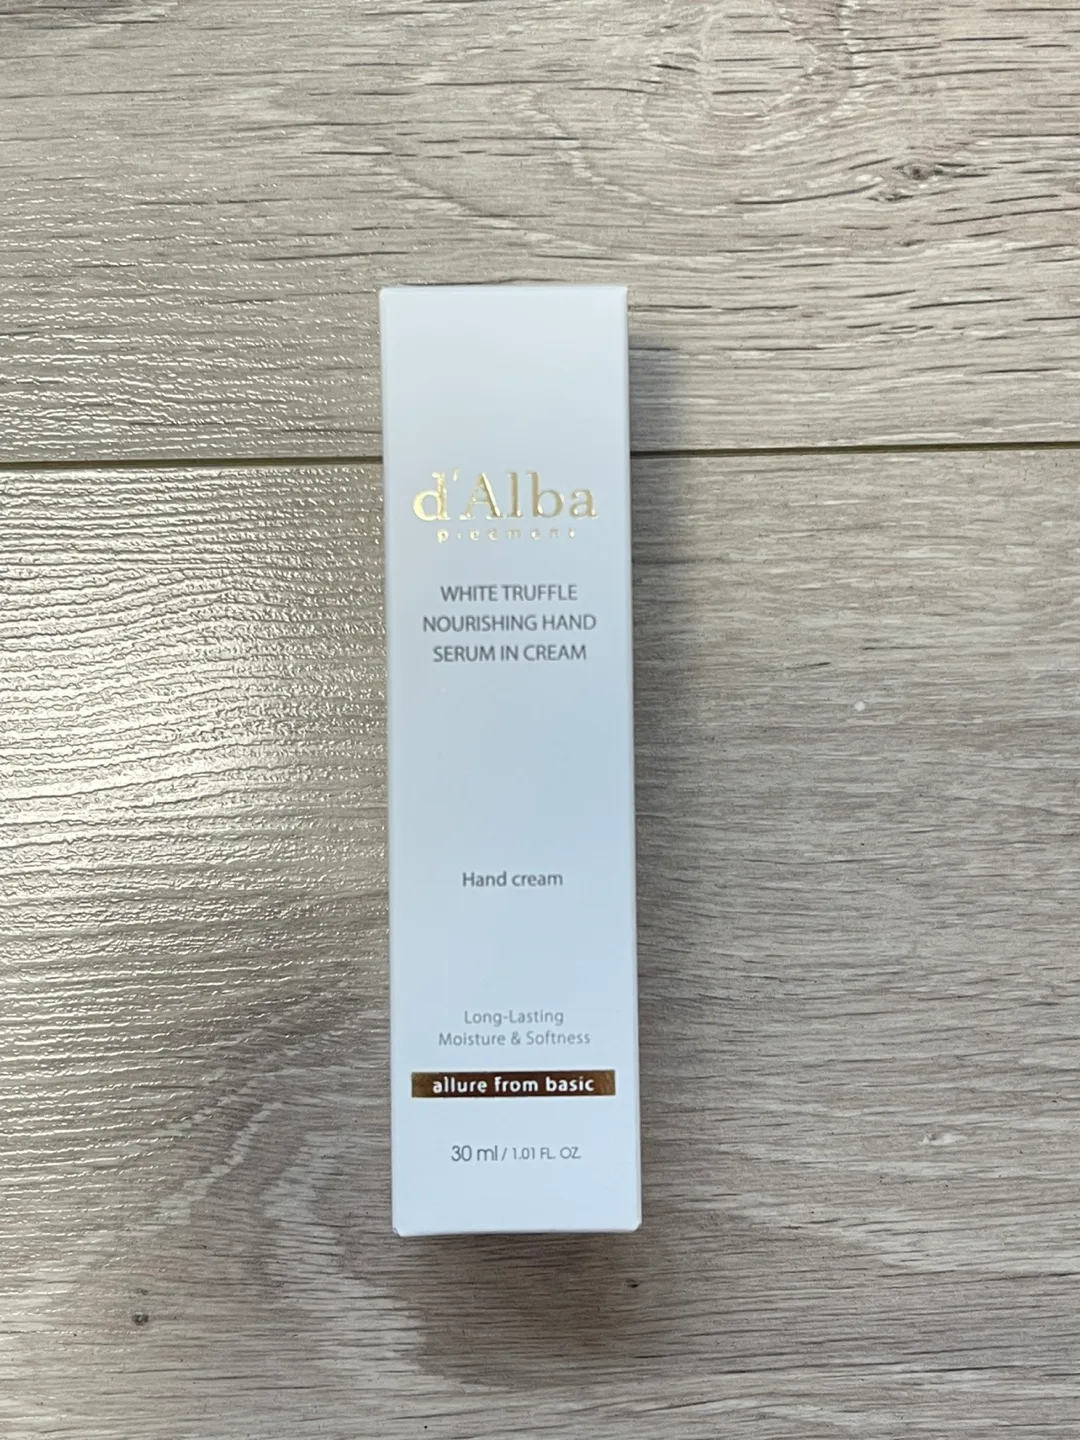 d'Alba
piedmont
WHITE TRUFFLE
NOURISHING HAND
SERUM IN CREAM
Hand cream
Long-Lasting
Moisture & Softness
allure from basic
30 ml / 1.01 FL. OZ.